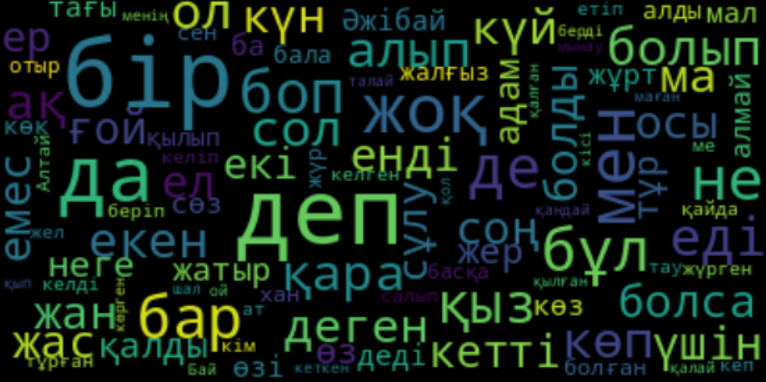 тағы
менің
ол
күн
Әжібай
етіп
алды
мал
ер
сен
ба
бала
алып
күй
берді
мынау
болып
отыр
бір
боп
жалғыз
талай
адам
қалған
болды
жұрт
ма
ақ
ғой
қылып
сол
жоқ
маған
осы
алмай
көк
Алтай
келіп
екі
енді
жүр
келген
де
кісі
мен
тұр
ме
не
емес
да
беріп
ел
сөз
деп
сұлу
қол
соң
қандай
қайда
жел
екен
жер
бұл
еді
неге
жатыр
қара
басқа
тау
жүрген
қып
келді
көрген
шал
ой
хан
салып
қыз
қылған
көз
болса
жан
бар
ат
деген
жас
қалды
кім
өз
деді
кетті
көп
үшін
тұрған
Бай
өзі
кеткен
болған
қалай
кеп